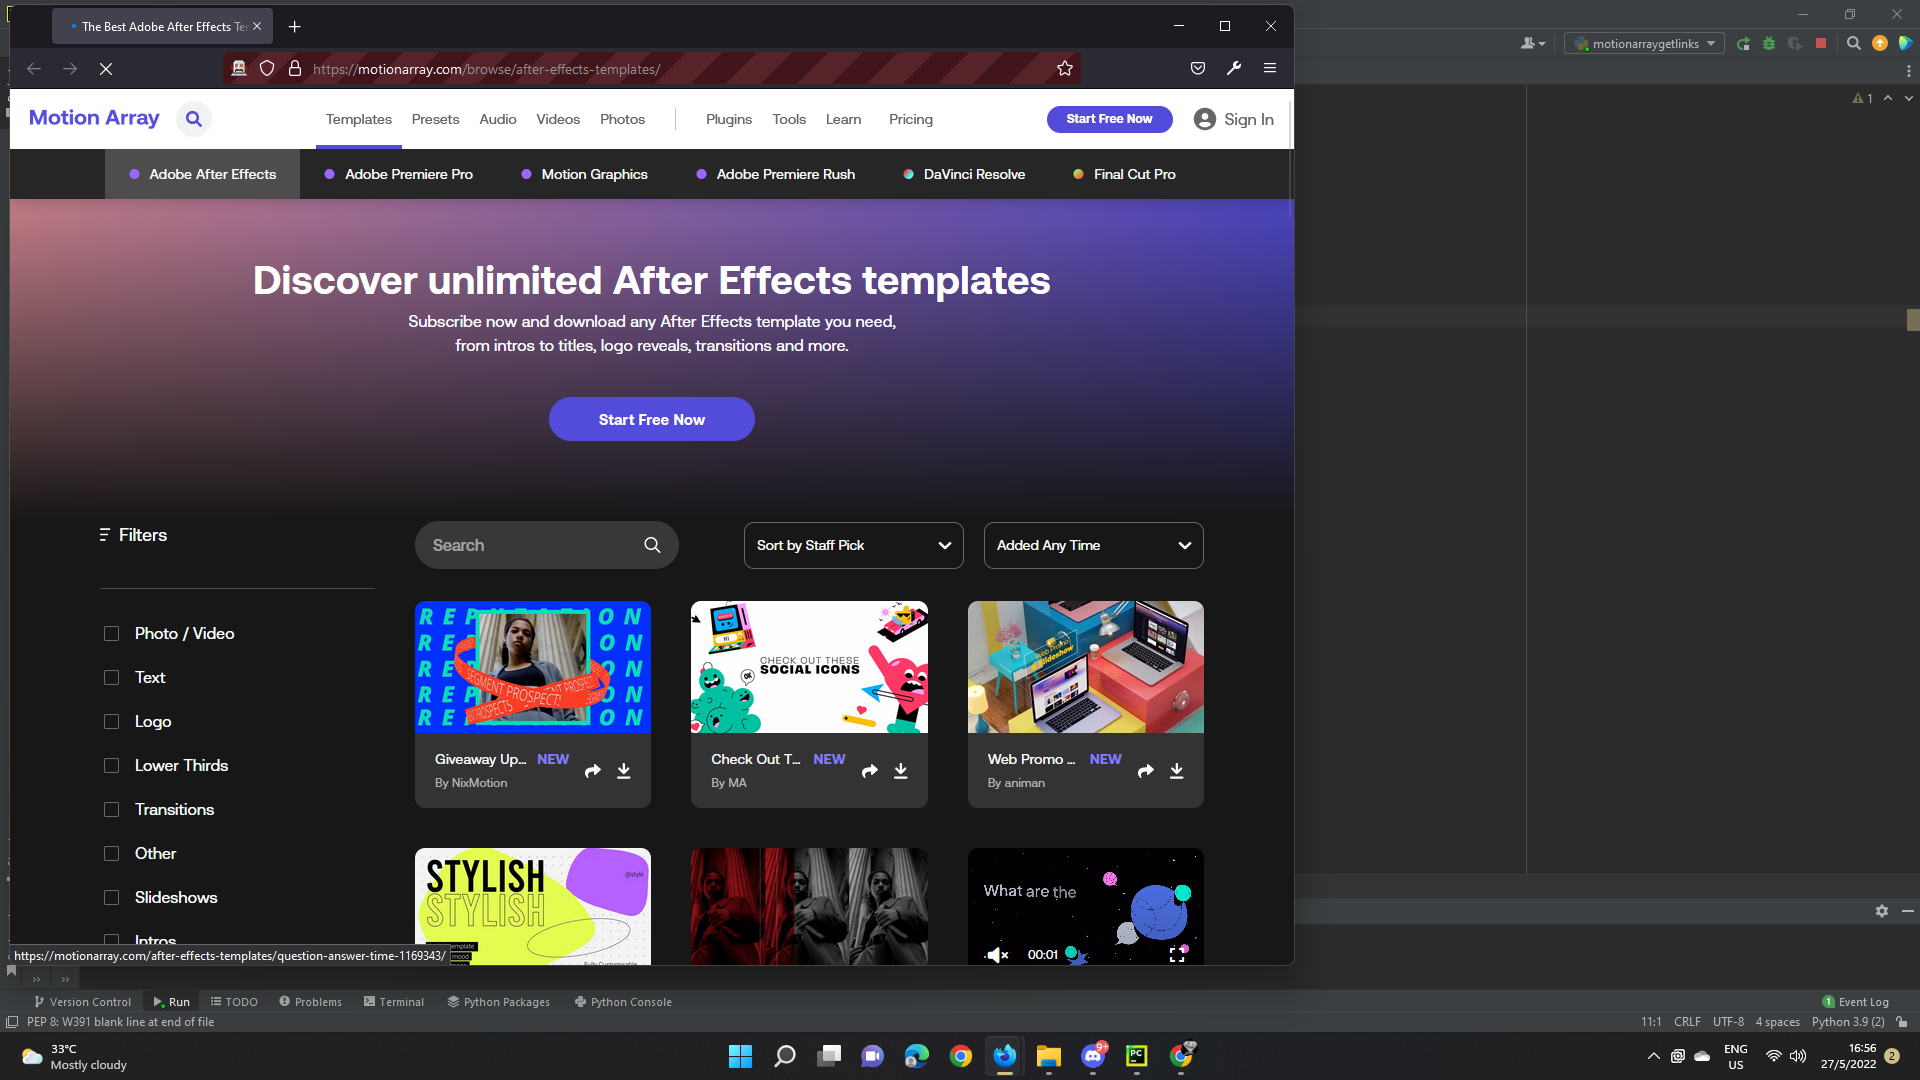 The Best Adobe After Effects Te
motionarraygetlinks
https://motionarray.com/browse/after-effects-templates/
1
Motion Array
Templates Presets Audio Videos Photos Plugins Tools Learn Pricing Start Free Now Sign In
Adobe After Effects Adobe Premiere Pro Motion Graphics Adobe Premiere Rush DaVinci Resolve Final Cut Pro
Discover unlimited After Effects templates
Subscribe now and download any After Effects template you need,
from intros to titles, logo reveals, transitions and more.
Start Free Now
Filters
Search
Sort by Staff Pick
Added Any Time
Photo / Video
Text
Logo
Lower Thirds
Transitions
Other
Slideshows
Intros
CHECK OUT THESE
SOCIAL ICONS
OK
Giveaway Up... NEW
By NixMotion
Check Out T... NEW
By MA
Web Promo ... NEW
By animan
STYLISH
STYLISH
@style
What are the
00:01
https://motionarray.com/after-effects-templates/question-answer-time-1169343/
Version Control Run TODO Problems Terminal Python Packages Python Console 1 Event Log
PEP 8: W391 blank line at end of file 11:1 CRLF UTF-8 4 spaces Python 3.9 (2)
33°C
Mostly cloudy
9+
PC
ENG
US
16:56
27/5/2022
2